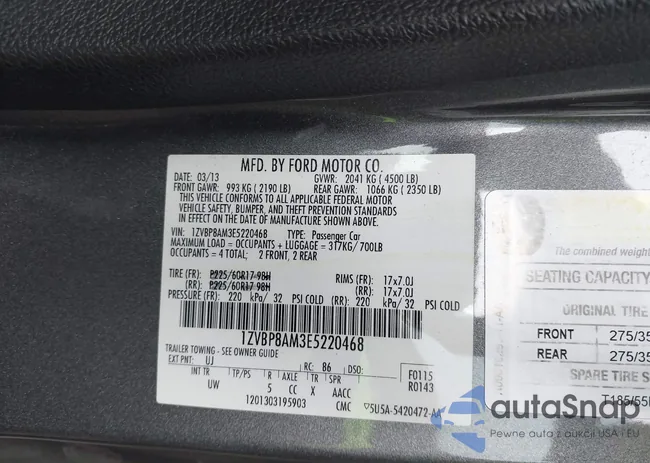 MFD. BY FORD MOTOR CO.
DATE: 03/13 GVWR: 2041 KG ( 4500 LB)
FRONT GAWR: 993 KG ( 2190 LB) REAR GAWR: 1066 KG ( 2350 LB)
THIS VEHICLE CONFORMS TO ALL APPLICABLE FEDERAL MOTOR
VEHICLE SAFETY, BUMPER, AND THEFT PREVENTION STANDARDS IN EFFECT ON THE
DATE OF MANUFACTURE SHOWN ABOVE.
VIN: 1ZVBP8AM3E5220468 TYPE: Passenger Car
MAXIMUM LOAD = OCCUPANTS + LUGGAGE = 317KG/ 700LB
OCCUPANTS = 4 TOTAL; 2 FRONT, 2 REAR
TIRE (FR): P225/60R17 98H RIMS (FR): 17x7.0J
(RR): P225/60R17 98H (RR): 17x7.0J
PRESSURE (FR): 220 kPa/ 32 PSI COLD (RR): 220 kPa/ 32 PSI COLD
1ZVBP8AM3E5220468
TRAILER TOWING - SEE OWNER GUIDE
EXT PNT: UJ RC: B6 DSO: F0115
INT TR TP/PS R AXLE TR SPR R0143
UW 5 CC X AACC
1201303195903 CMC 5U5A-5420472-AA
The combined weight
SEATING CAPACITY
ORIGINAL TIRE
FRONT 275/35
REAR 275/35
SPARE TIRE S
T185/55
autoSnap
Pewne auto z aukcji USA i